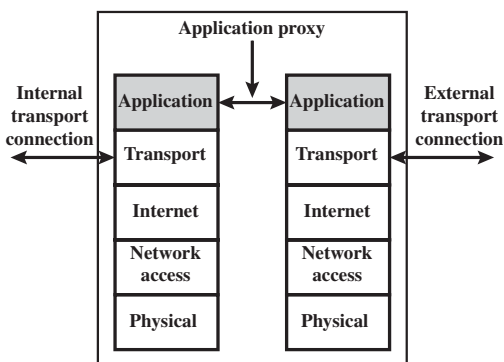 Application proxy
Internal
transport
connection
Application
Transport
Internet
Network
access
Physical
Application
Transport
Internet
Network
access
Physical
External
transport
connection